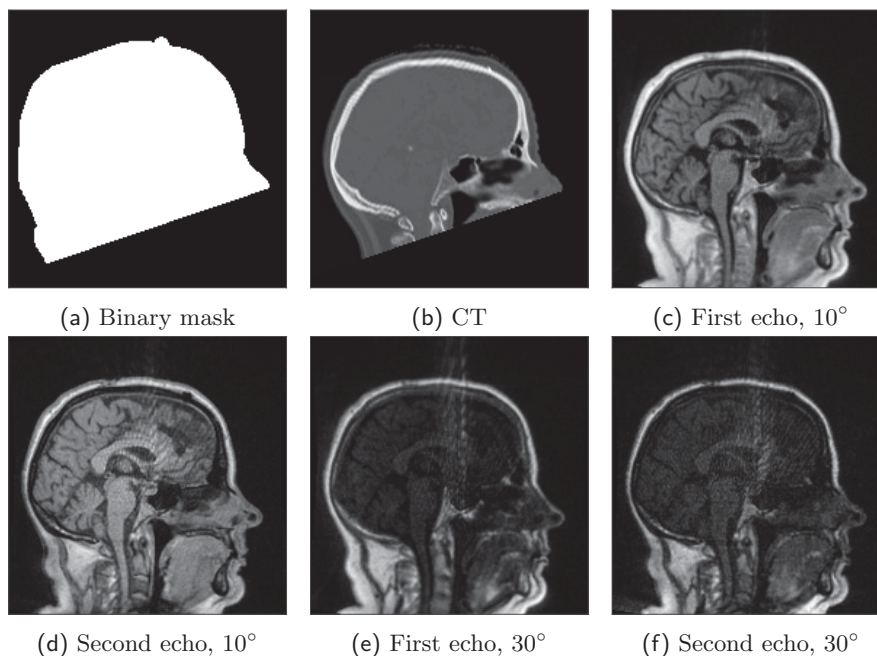 (a) Binary mask
(b) CT
(c) First echo, 10°
(d) Second echo, 10°
(e) First echo, 30°
(f) Second echo, 30°